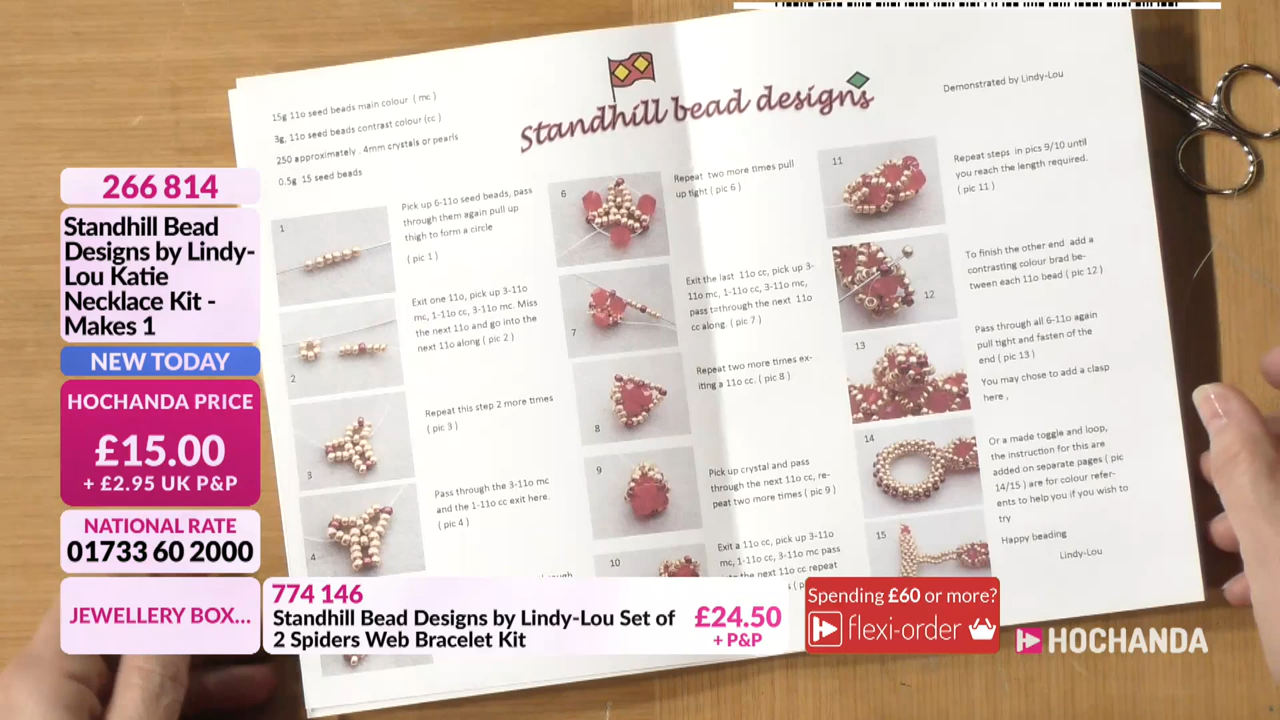 15g 11o seed beads main colour ( mc )
3g, 11o seed beads contrast colour (cc )
250 approximately . 4mm crystals or pearls
0.5g 15 seed beads
Standhill bead designs
Demonstrated by Lindy-Lou
1
Pick up 6-11o seed beads, pass
through them again pull up
thigh to form a circle
( pic 1 )
2
Exit one 11o, pick up 3-11o
mc, 1-11o cc, 3-11o mc. Miss
the next 11o and go into the
next 11o along ( pic 2 )
3
Repeat this step 2 more times
( pic 3 )
4
Pass through the 3-11o mc
and the 1-11o cc exit here.
( pic 4 )
6
Repeat two more times pull
up tight ( pic 6 )
7
Exit the last 11o cc, pick up 3-
11o mc, 1-11o cc, 3-11o mc,
pass t=through the next 11o
cc along. ( pic 7 )
8
Repeat two more times ex-
iting a 11o cc. ( pic 8 )
9
Pick up crystal and pass
through the next 11o cc, re-
peat two more times ( pic 9 )
10
Exit a 11o cc, pick up 3-11o
mc, 1-11o cc, 3-11o mc pass
the next 11o cc repeat
11
Repeat steps in pics 9/10 until
you reach the length required.
( pic 11 )
12
To finish the other end add a
contrasting colour brad be-
tween each 11o bead ( pic 12 )
13
Pass through all 6-11o again
pull tight and fasten of the
end ( pic 13 )
You may chose to add a clasp
here ,
14
Or a made toggle and loop,
the instruction for this are
added on separate pages ( pic
14/15 ) are for colour refer-
ents to help you if you wish to
try
15
Happy beading
Lindy-Lou
266 814
Standhill Bead
Designs by Lindy-
Lou Katie
Necklace Kit -
Makes 1
NEW TODAY
HOCHANDA PRICE
£15.00
+ £2.95 UK P&P
NATIONAL RATE
01733 60 2000
JEWELLERY BOX...
774 146
Standhill Bead Designs by Lindy-Lou Set of
2 Spiders Web Bracelet Kit
£24.50
+ P&P
Spending £60 or more?
flexi-order
HOCHANDA